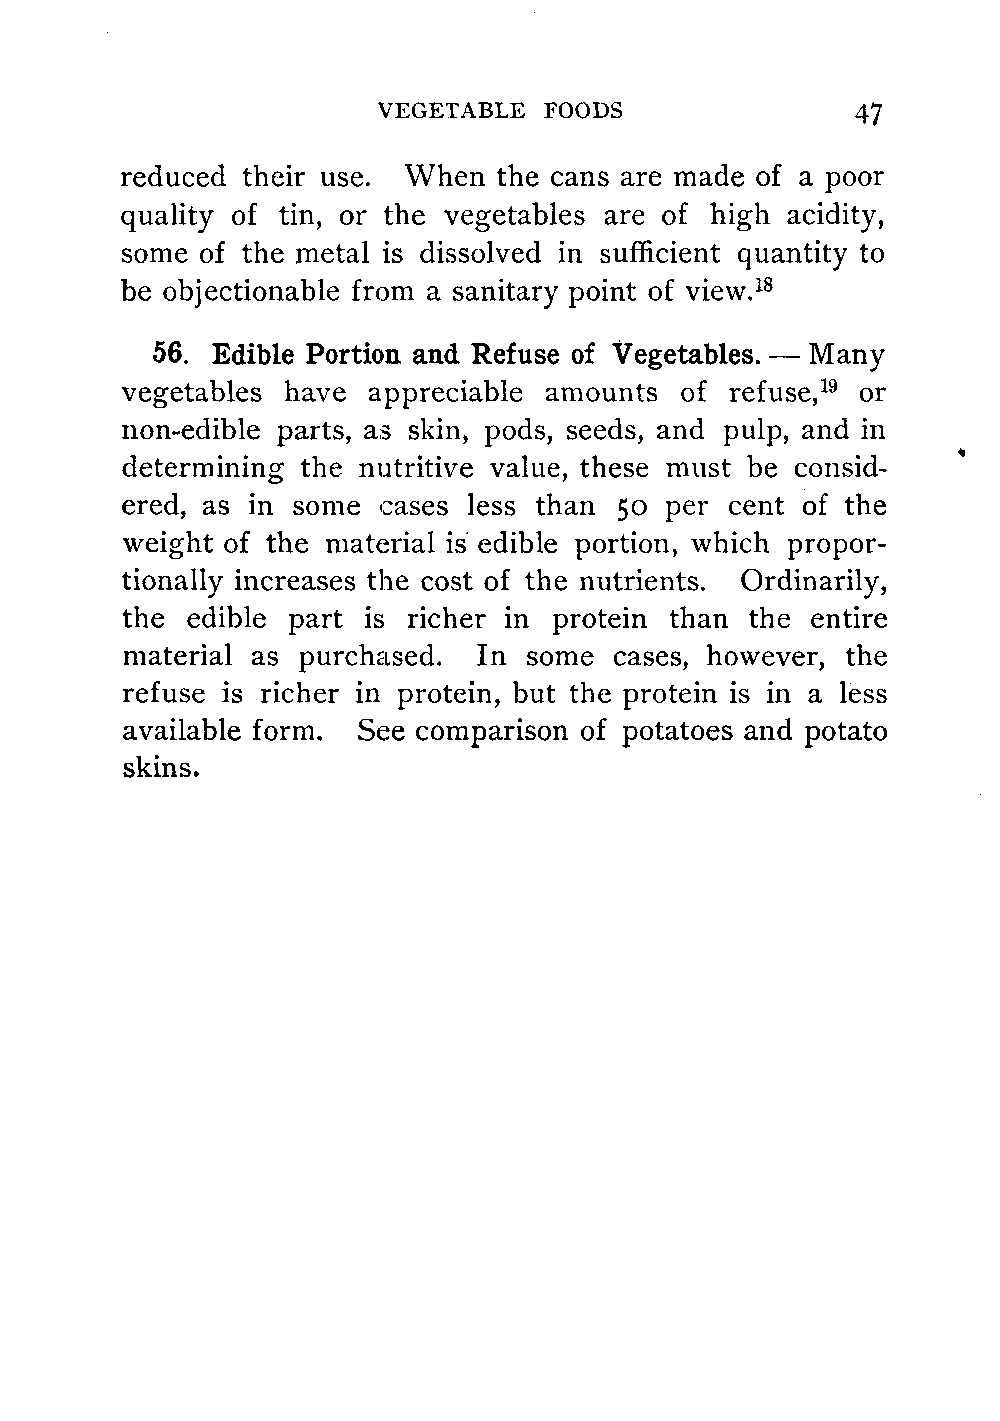 VEGETABLE FOODS 47
reduced their use. When the cans are made of a poor
quality of tin, or the vegetables are of high acidity,
some of the metal is dissolved in sufficient quantity to
be objectionable from a sanitary point of view.¹⁸
56. Edible Portion and Refuse of Vegetables. — Many
vegetables have appreciable amounts of refuse,¹⁹ or
non-edible parts, as skin, pods, seeds, and pulp, and in
determining the nutritive value, these must be consid-
ered, as in some cases less than 50 per cent of the
weight of the material is edible portion, which propor-
tionally increases the cost of the nutrients. Ordinarily,
the edible part is richer in protein than the entire
material as purchased. In some cases, however, the
refuse is richer in protein, but the protein is in a less
available form. See comparison of potatoes and potato
skins.